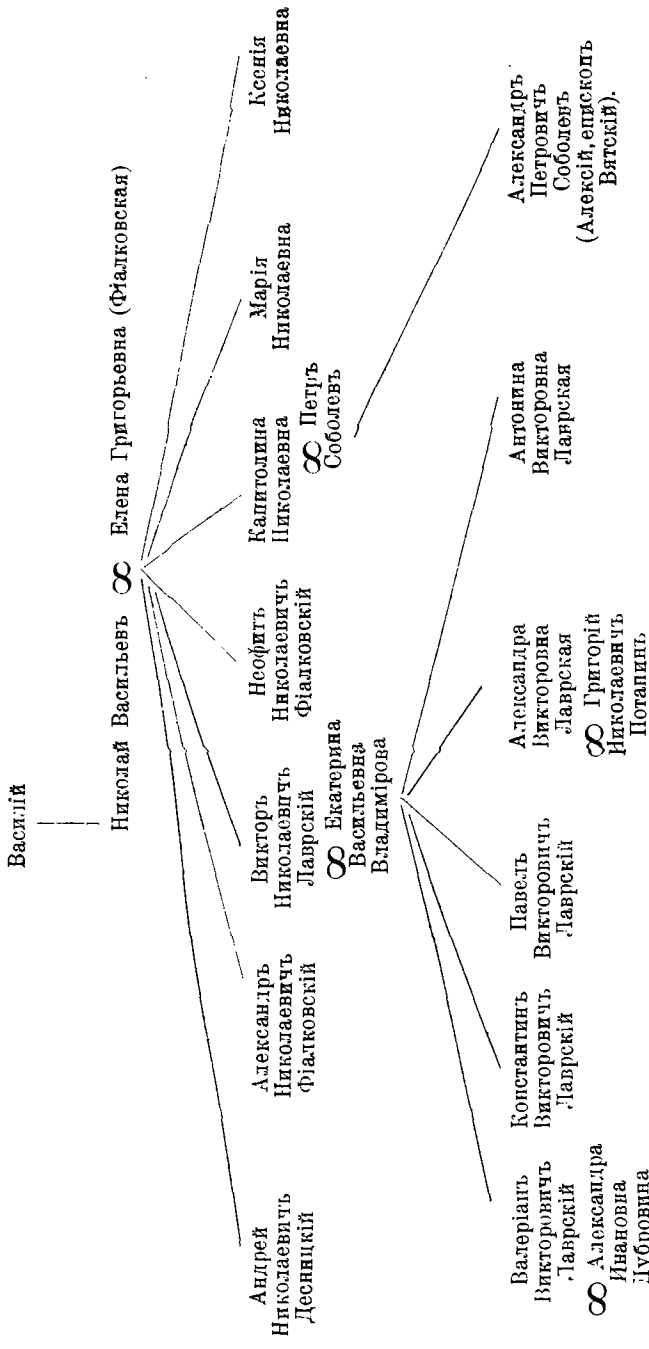 Василій
Николай Васильевъ ꝏ Елена Григорьевна (Фіалковская)
Андрей
Николаевичъ
Десницкій
Александръ
Николаевичъ
Фіалковскій
Викторъ
Николаевичъ
Лаврскій
ꝏ Екатерина
Васильевна
Владимірова
Неофитъ
Николаевичъ
Фіалковскій
Капитолина
Николаевна
ꝏ Петръ
Соболевъ
Марія
Николаевна
Ксенія
Николаевна
Валеріанъ
Викторовичъ
Лаврскій
ꝏ Александра
Ивановна
Дубровина
Константинъ
Викторовичъ
Лаврскій
Павелъ
Викторовичъ
Лаврскій
Александра
Викторовна
Лаврская
ꝏ Григорій
Николаевичъ
Потапинъ
Антонина
Викторовна
Лаврская
Александръ
Петровичъ
Соболевъ
(Алексій, епископъ
Вятскій).